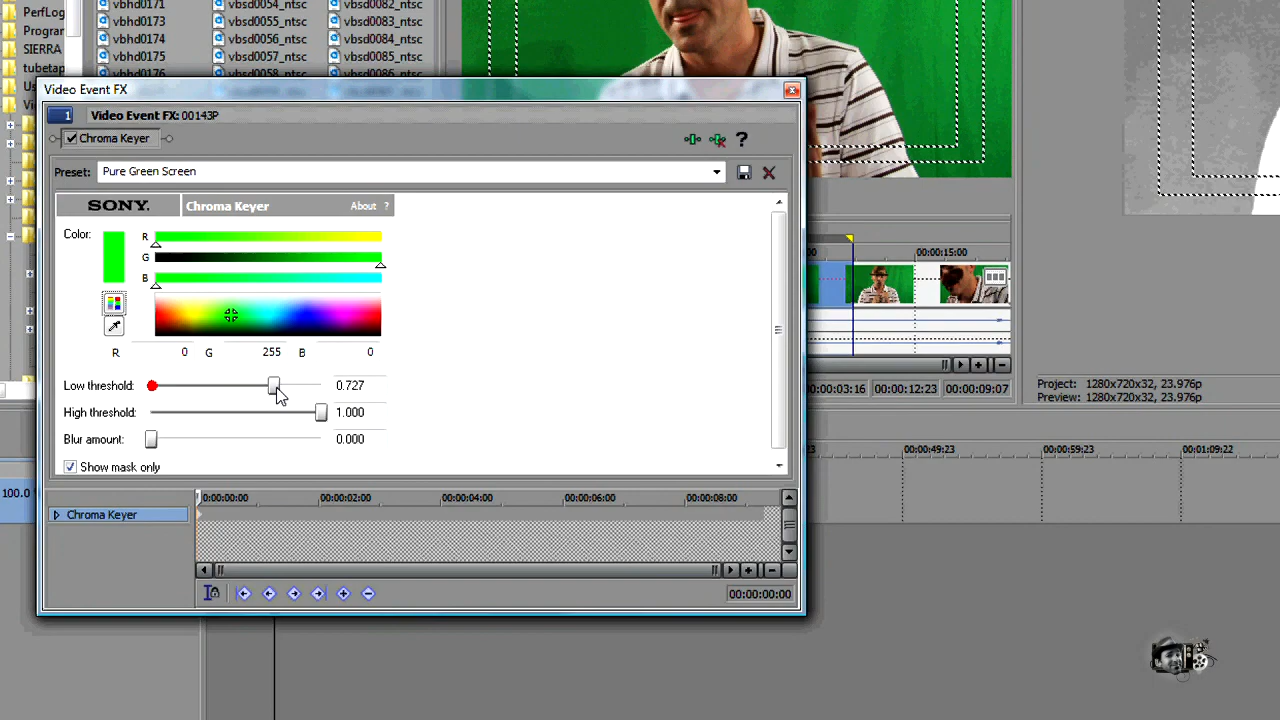 PerfLog
vbhd0171 vbsd0054_ntsc vbsd0082_ntsc
Program vbhd0173 vbsd0055_ntsc vbsd0083_ntsc
SIERRA vbhd0174 vbsd0056_ntsc vbsd0084_ntsc
tubetap vbhd0175 vbsd0057_ntsc vbsd0085_ntsc
vbhd0176 vbsd0058_ntsc vbsd0086_ntsc
Video Event FX
1 Video Event FX: 00143P
Chroma Keyer ?
Preset: Pure Green Screen
SONY. Chroma Keyer About ?
Color: R
G
B
R 0 G 255 B 0
Low threshold: 0.727
High threshold: 1.000
Blur amount: 0.000
Show mask only
0:00:00:00 00:00:02:00 00:00:04:00 00:00:06:00 00:00:08:00
Chroma Keyer
00:00:00:00
00:00:15:00
00:00:03:16 00:00:12:23 00:00:09:07
Project: 1280x720x32, 23.976p
Preview: 1280x720x32, 23.976p
00:00:49:23 00:00:59:23 00:01:09:22
100.0